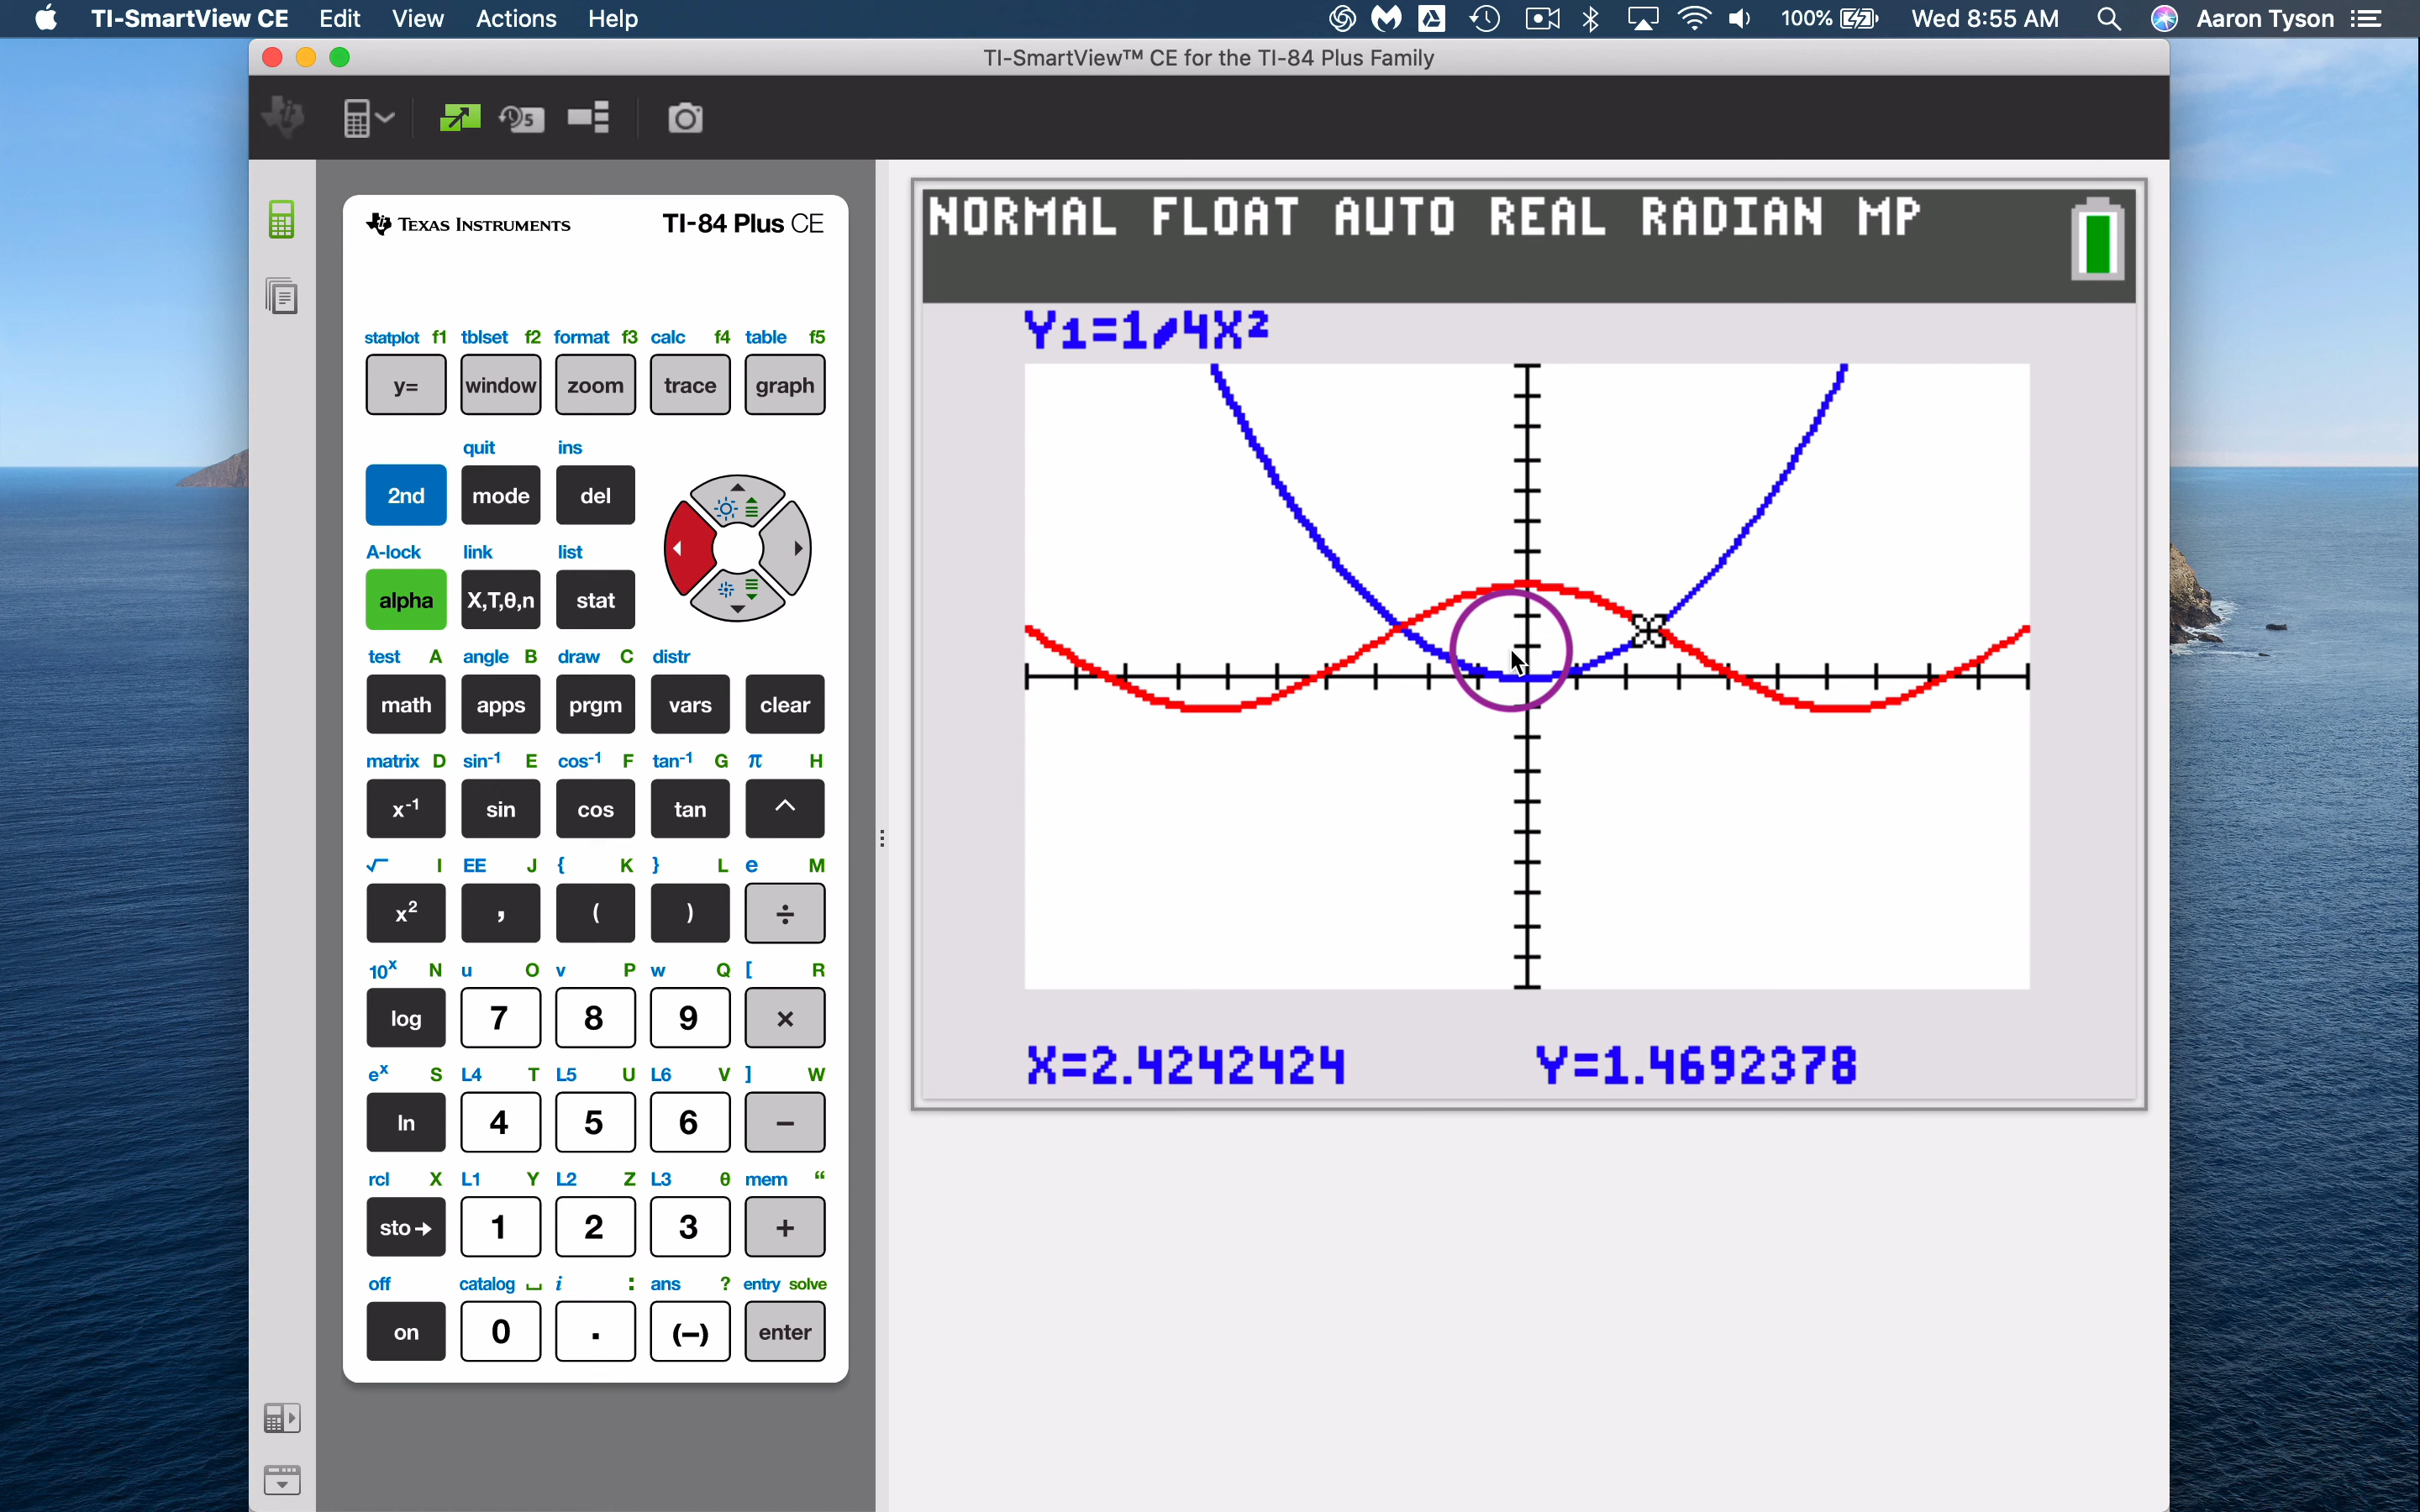 TI-SmartView CE Edit View Actions Help 100% Wed 8:55 AM Aaron Tyson
TI-SmartView™ CE for the TI-84 Plus Family
5
TEXAS INSTRUMENTS TI-84 Plus CE
statplot f1 tblset f2 format f3 calc f4 table f5
y= window zoom trace graph
quit ins
2nd mode del
A-lock link list
alpha X,T,θ,n stat
test A angle B draw C distr
math apps prgm vars clear
matrix D sin⁻¹ E cos⁻¹ F tan⁻¹ G π H
x⁻¹ sin cos tan ^
√ I EE J { K } L e M
x² , ( ) ÷
10ˣ N u O v P w Q [ R
log 7 8 9 ×
eˣ S L4 T L5 U L6 V ] W
ln 4 5 6 −
rcl X L1 Y L2 Z L3 θ mem “
sto→ 1 2 3 +
off catalog ⎵ i : ans ? entry solve
on 0 . (−) enter
NORMAL FLOAT AUTO REAL RADIAN MP
Y₁=1/4X²
X=2.4242424 Y=1.4692378